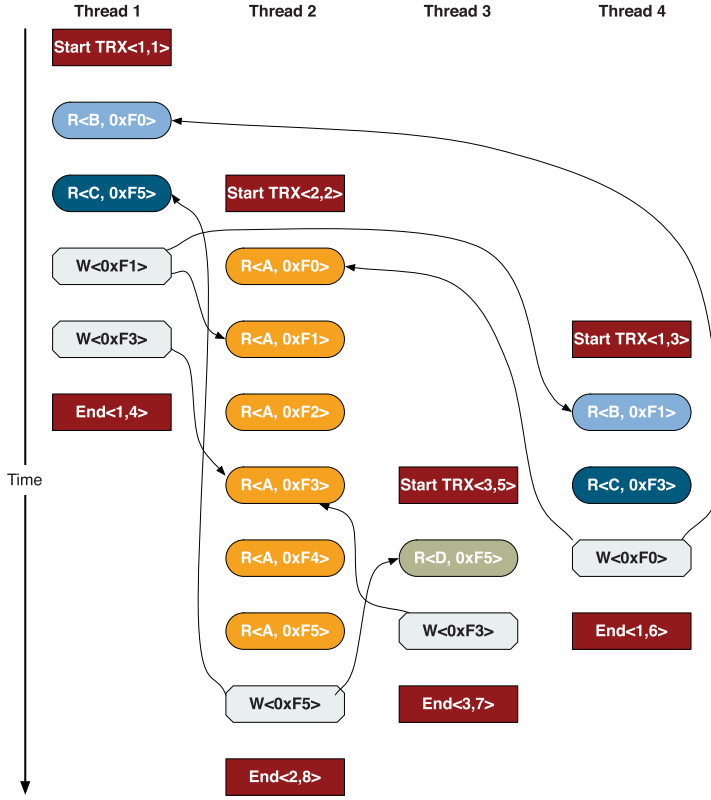 Thread 1 Thread 2 Thread 3 Thread 4
Start TRX<1,1>
R<B, 0xF0>
R<C, 0xF5> Start TRX<2,2>
W<0xF1> R<A, 0xF0>
W<0xF3> R<A, 0xF1> Start TRX<1,3>
End<1,4> R<A, 0xF2> R<B, 0xF1>
Time
R<A, 0xF3> Start TRX<3,5> R<C, 0xF3>
R<A, 0xF4> R<D, 0xF5> W<0xF0>
R<A, 0xF5> W<0xF3> End<1,6>
W<0xF5> End<3,7>
End<2,8>